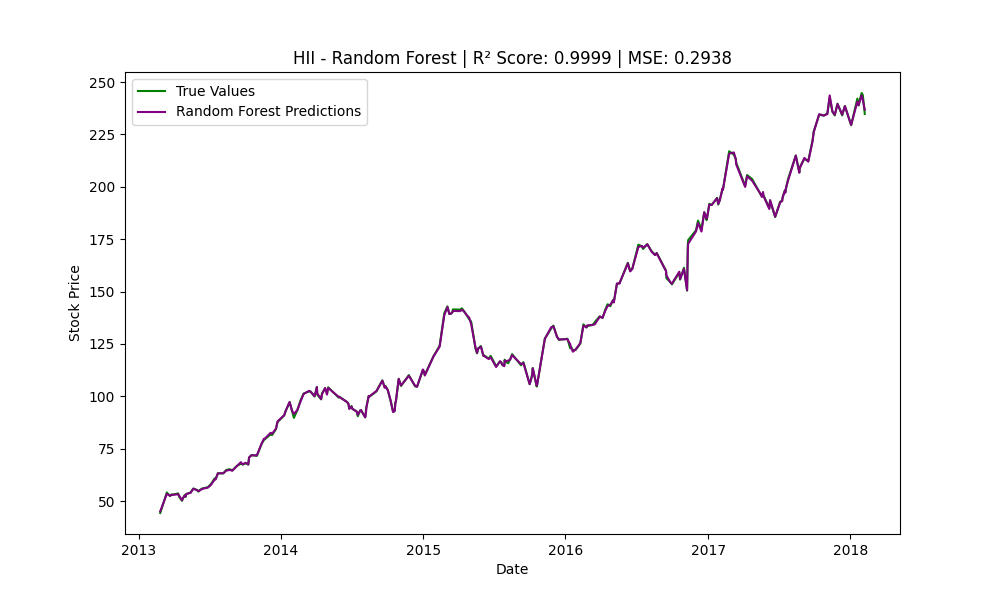 HII - Random Forest | R² Score: 0.9999 | MSE: 0.2938
True Values
Random Forest Predictions
250
225
200
175
150
125
100
75
50
Stock Price
2013 2014 2015 2016 2017 2018
Date